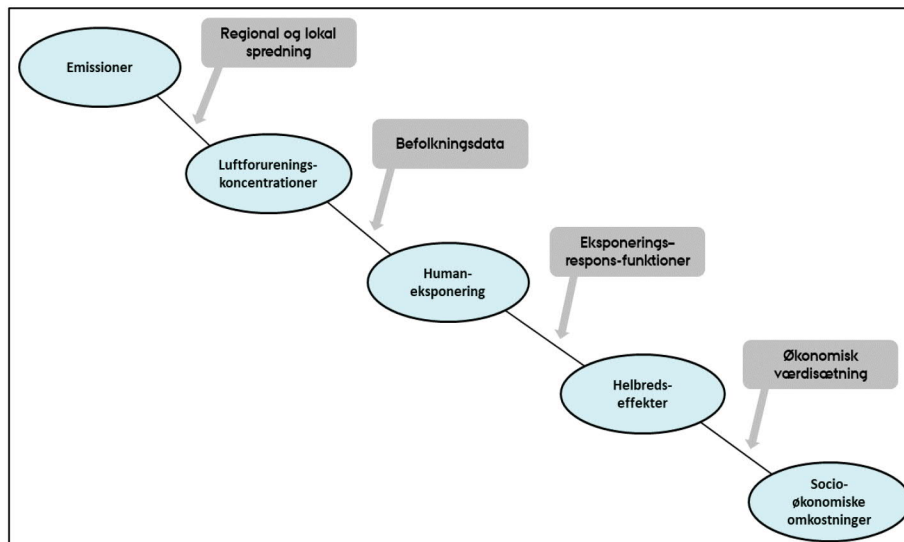 Regional og lokal
spredning
Emissioner
Befolkningsdata
Luftforurenings-
koncentrationer
Eksponerings-
respons-funktioner
Human-
eksponering
Økonomisk
værdisætning
Helbreds-
effekter
Socio-
økonomiske
omkostninger